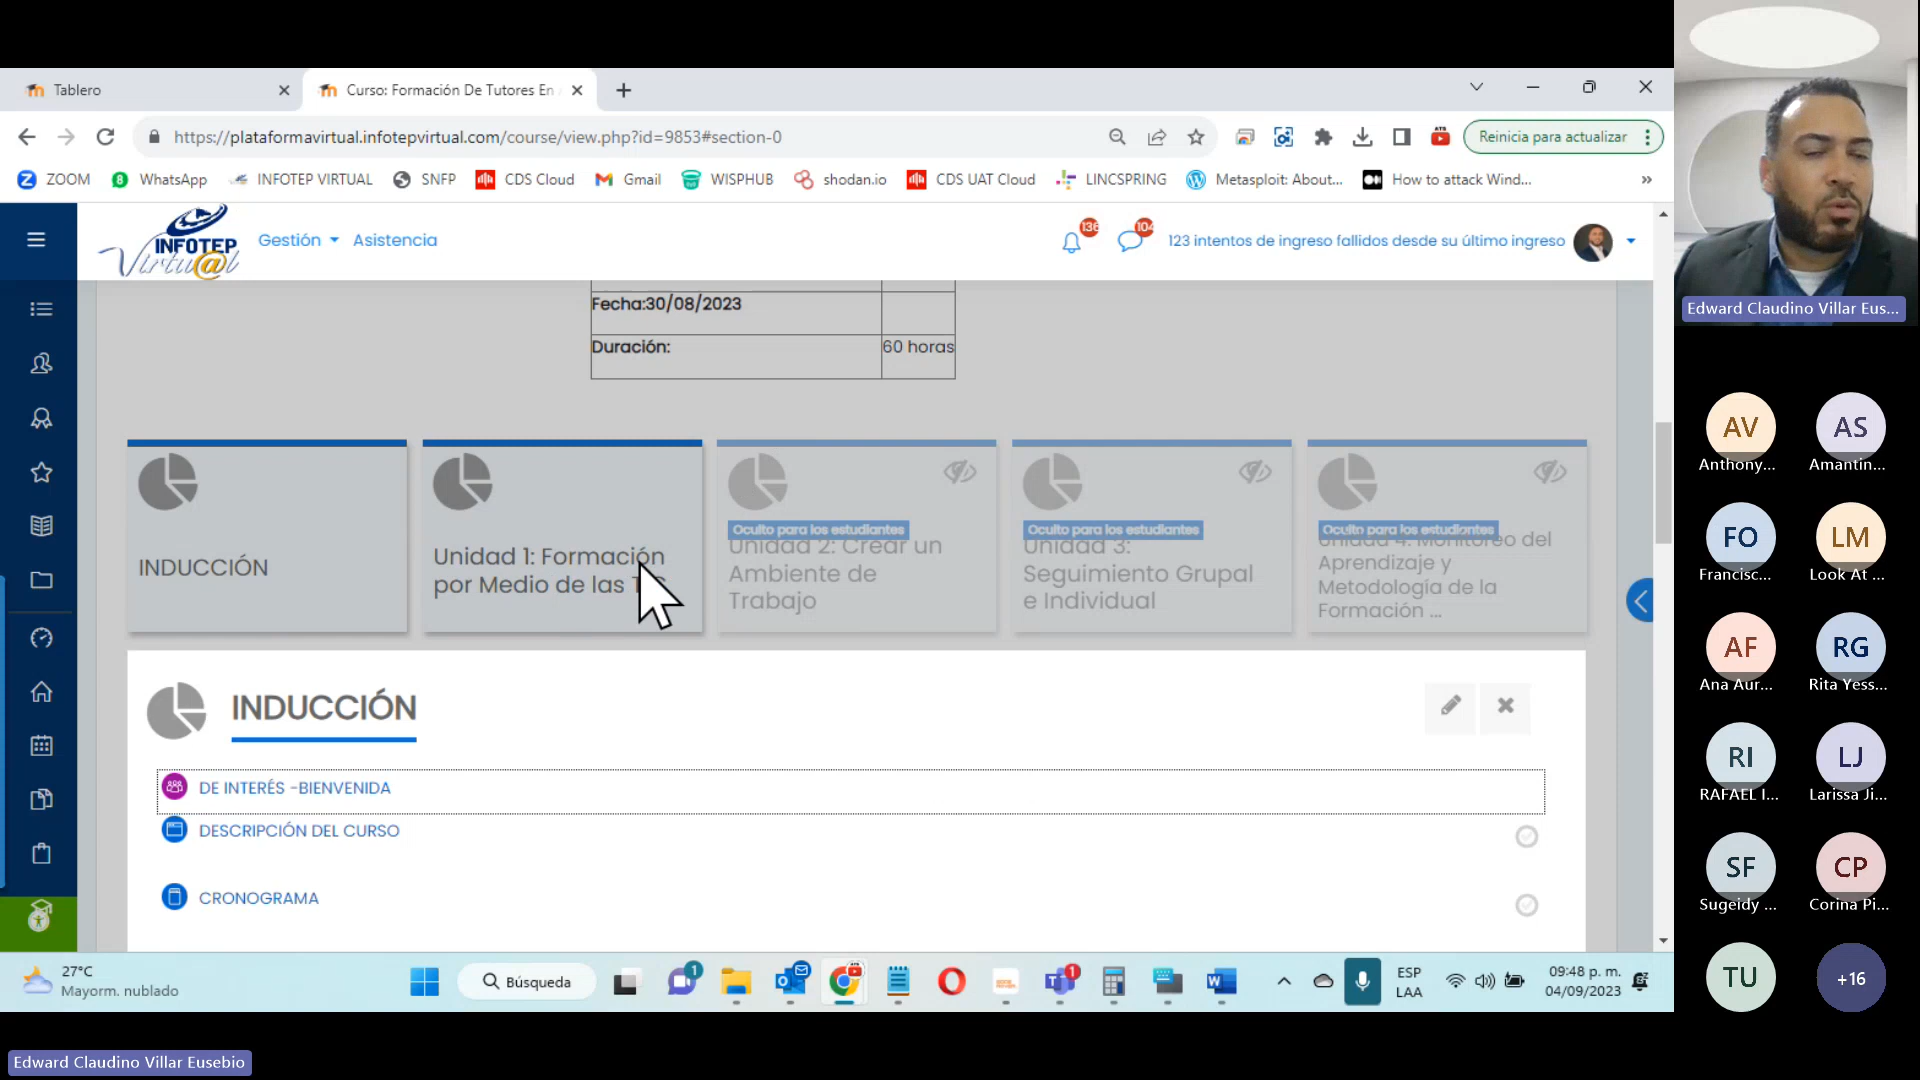 Tablero
Curso: Formación De Tutores En
https://plataformavirtual.infotepvirtual.com/course/view.php?id=9853#section-0
Reinicia para actualizar
ZOOM
WhatsApp
INFOTEP VIRTUAL
SNFP
CDS Cloud
Gmail
WISPHUB
shodan.io
CDS UAT Cloud
LINCSPRING
Metasploit: About...
How to attack Wind...
»
INFOTEP
Virtu@l
Gestión
Asistencia
136
104
123 intentos de ingreso fallidos desde su último ingreso
Fecha:30/08/2023
Duración:
60 horas
INDUCCIÓN
Unidad 1: Formación
por Medio de las
Oculto para los estudiantes
Unidad 2: Crear un
Ambiente de
Trabajo
Oculto para los estudiantes
Unidad 3:
Seguimiento Grupal
e Individual
Oculto para los estudiantes
Unidad 4: Monitoreo del
Aprendizaje y
Metodología de la
Formación ...
INDUCCIÓN
DE INTERÉS -BIENVENIDA
DESCRIPCIÓN DEL CURSO
CRONOGRAMA
27°C
Mayorm. nublado
Búsqueda
1
1
ESP
LAA
09:48 p. m.
04/09/2023
Edward Claudino Villar Eus...
AV
Anthony...
AS
Amantin...
FO
Francisc...
LM
Look At ...
AF
Ana Aur...
RG
Rita Yess...
RI
RAFAEL I...
LJ
Larissa Ji...
SF
Sugeidy ...
CP
Corina Pi...
TU
+16
Edward Claudino Villar Eusebio